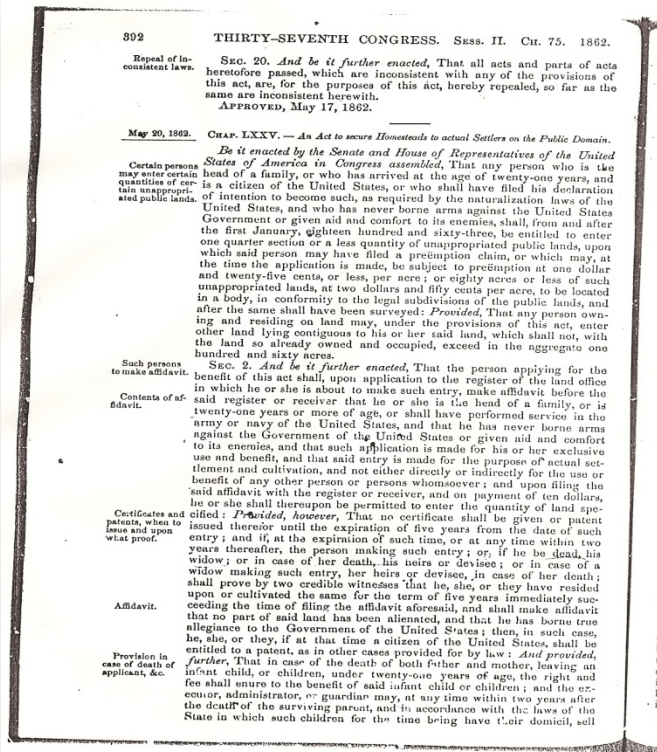 392 THIRTY-SEVENTH CONGRESS. SESS. II. CH. 75. 1862.
Repeal of in-
consistent laws.
SEC. 20. And be it further enacted, That all acts and parts of acts
heretofore passed, which are inconsistent with any of the provisions of
this act, are, for the purposes of this act, hereby repealed, so far as the
same are inconsistent herewith.
APPROVED, May 17, 1862.
May 20, 1862.
CHAP. LXXV. — An Act to secure Homesteads to actual Settlers on the Public Domain.
Certain persons
may enter certain
quantities of cer-
tain unappropri-
ated public lands.
Be it enacted by the Senate and House of Representatives of the United
States of America in Congress assembled, That any person who is the
head of a family, or who has arrived at the age of twenty-one years, and
is a citizen of the United States, or who shall have filed his declaration
of intention to become such, as required by the naturalization laws of the
United States, and who has never borne arms against the United States
Government or given aid and comfort to its enemies, shall, from and after
the first January, eighteen hundred and sixty-three, be entitled to enter
one quarter section or a less quantity of unappropriated public lands, upon
which said person may have filed a preëmption claim, or which may, at
the time the application is made, be subject to preëmption at one dollar
and twenty-five cents, or less, per acre; or eighty acres or less of such
unappropriated lands, at two dollars and fifty cents per acre, to be located
in a body, in conformity to the legal subdivisions of the public lands, and
after the same shall have been surveyed: Provided, That any person own-
ing and residing on land may, under the provisions of this act, enter
other land lying contiguous to his or her said land, which shall not, with
the land so already owned and occupied, exceed in the aggregate one
hundred and sixty acres.
Such persons
to make affidavit.
Contents of af-
fidavit.
SEC. 2. And be it further enacted, That the person applying for the
benefit of this act shall, upon application to the register of the land office
in which he or she is about to make such entry, make affidavit before the
said register or receiver that he or she is the head of a family, or is
twenty-one years or more of age, or shall have performed service in the
army or navy of the United States, and that he has never borne arms
against the Government of the United States or given aid and comfort
to its enemies, and that such application is made for his or her exclusive
use and benefit, and that said entry is made for the purpose of actual set-
tlement and cultivation, and not either directly or indirectly for the use or
benefit of any other person or persons whomsoever; and upon filing the
said affidavit with the register or receiver, and on payment of ten dollars,
he or she shall thereupon be permitted to enter the quantity of land spe-
Certificates and
patents, when to
issue and upon
what proof.
cified: Provided, however, That no certificate shall be given or patent
issued therefor until the expiration of five years from the date of such
entry; and if, at the expiration of such time, or at any time within two
years thereafter, the person making such entry; or, if he be dead, his
widow; or in case of her death, his heirs or devisee; or in case of a
widow making such entry, her heirs or devisee, in case of her death;
shall prove by two credible witnesses that he, she, or they have resided
upon or cultivated the same for the term of five years immediately suc-
Affidavit.
ceeding the time of filing the affidavit aforesaid, and shall make affidavit
that no part of said land has been alienated, and that he has borne true
allegiance to the Government of the United States; then, in such case,
he, she, or they, if at that time a citizen of the United States, shall be
entitled to a patent, as in other cases provided for by law: And provided,
Provision in
case of death of
applicant, &c.
further, That in case of the death of both father and mother, leaving an
infant child, or children, under twenty-one years of age, the right and
fee shall enure to the benefit of said infant child or children; and the ex-
ecutor, administrator, or guardian may, at any time within two years after
the death of the surviving parent, and in accordance with the laws of the
State in which such children for the time being have their domicil, sell